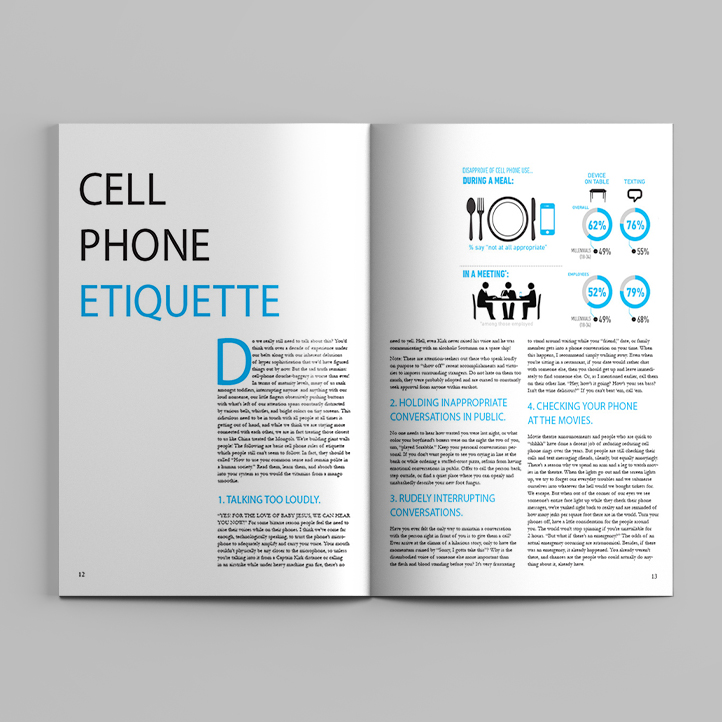 CELL
PHONE
ETIQUETTE
Do we really still need to talk about this? You'd
think with over a decade of experience under
our belts along with our inherent delusions
of hyper sophistication that we'd have figured
things out by now. But the sad truth remains:
cell-phone douche-baggery is worse than ever!
In terms of maturity levels, many of us rank
amongst toddlers, interrupting anyone and anything with our
loud nonsense, our little fingers obsessively pushing buttons
with what's left of our attention spans constantly distracted
by various bells, whistles, and bright colors on tiny screens. This
ridiculous need to be in touch with all people at all times is
getting out of hand, and while we think we are staying more
connected with each other, we are in fact treating those closest
to us like China treated the Mongols. We're building giant walls
people! The following are basic cell phone rules of etiquette
which people still can't seem to follow. In fact, they should be
called "How to use your common sense and remain polite in
a human society." Read them, learn them, and absorb them
into your system as you would the vitamins from a mango
smoothie.
1. TALKING TOO LOUDLY.
"YES! FOR THE LOVE OF BABY JESUS, WE CAN HEAR
YOU NOW!" For some bizarre reason people feel the need to
raise their voice while on their phones. I think we've come far
enough, technologically speaking, to trust the phone's micro-
phone to adequately amplify and carry your voice. Your mouth
couldn't physically be any closer to the microphone, so unless
you're talking into it from a Captain Kirk distance or calling
in an airstrike while under heavy machine gun fire, there's no
12
DISAPPROVE OF CELL PHONE USE...
DURING A MEAL:
% say "not at all appropriate"
DEVICE
ON TABLE
TEXTING
OVERALL
62%
76%
MILLENNIALS
49%
55%
IN A MEETING*:
*among those employed
EMPLOYEES
52%
79%
MILLENNIALS
49%
68%
need to yell. Hell, even Kirk never raised his voice and he was
communicating with an alcoholic Scotsman on a space ship!
Note: These are attention-seekers out there who speak loudly
on purpose to "show off" recent accomplishments and victo-
ries to impress surrounding strangers. Do not hate on them too
much, they were probably adopted and are cursed to constantly
seek approval from anyone within earshot.
2. HOLDING INAPPROPRIATE
CONVERSATIONS IN PUBLIC.
No one needs to hear how wasted you were last night, or what
color your boyfriend's boxers were on the night the two of you,
um, "played Scrabble." Keep your personal conversations per-
sonal. If you don't want people to see you crying in line at the
bank or while ordering a stuffed-crust pizza, refrain from having
emotional conversations in public. Offer to call the person back,
step outside, or find a quiet place where you can openly and
unabashedly describe your new foot fungus.
3. RUDELY INTERRUPTING
CONVERSATIONS.
Have you ever felt the only way to maintain a conversation
with the person sight in front of you is to give them a call?
Ever arrive at the climax of a hilarious story, only to have the
momentum ruined by "Sorry, I gotta take this"? Why is the
disembodied voice of someone else more important than
the flesh and blood standing before you? It's very frustrating
to stand around waiting while your "friend," date, or family
member gets into a phone conversation on your time. When
this happens, I recommend simply walking away. Even when
you're sitting in a restaurant, if your date would rather chat
with someone else, then you should get up and leave immedi-
ately to find someone else. Or, as I mentioned earlier, call them
on their other line. "Hey, how's it going? How's your sea bass?
Isn't the wine delicate?" If you can't beat 'em, call 'em.
4. CHECKING YOUR PHONE
AT THE MOVIES.
Movie theatre announcements and people who are quick to
"shhhh" have done a decent job of reducing reducing cell
phone rings over the years. But people are still checking their
calls and text messaging friends, silently, but equally annoyingly.
There's a reason why we spend an arm and a leg to watch mov-
ies in the theatre. When the lights go out and the screen lights
up, we try to forget our everyday troubles and we submerse
ourselves into whatever the hell world we bought tickets for.
We escape. But when out of the corner of our eyes we see
someone's entire face light up while they check their phone
messages, we're yanked right back to reality and are reminded of
how many jerks per square foot there are in the world. Turn your
phones off, have a little consideration for the people around
you. The world won't stop spinning if you're unavailable for
2 hours. "But what if there's an emergency?" The odds of an
actual emergency occurring are astronomical. Besides, if there
was an emergency, it already happened. You already weren't
there, and chances are the people who could actually do any-
thing about it, already have.
13